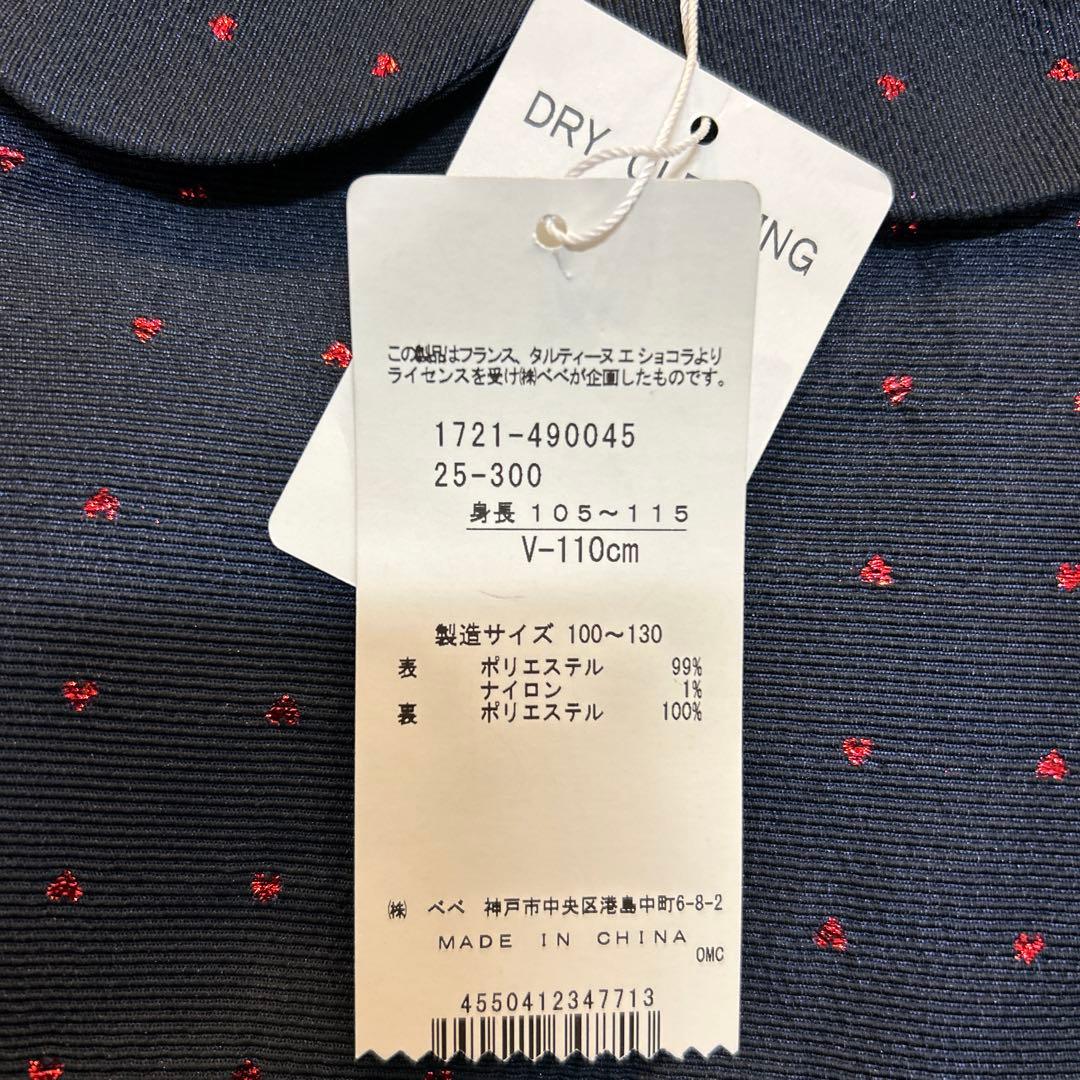 DRY
この製品はフランス、タルティーヌ エ ショコラより
ライセンスを受け㈱べべが企画したものです。
1721-490045
25-300
身長 105～115
V-110cm
製造サイズ 100～130
表 ポリエステル 99%
ナイロン 1%
裏 ポリエステル 100%
㈱ べべ 神戸市中央区港島中町6-8-2
MADE IN CHINA
OMC
4550412347713